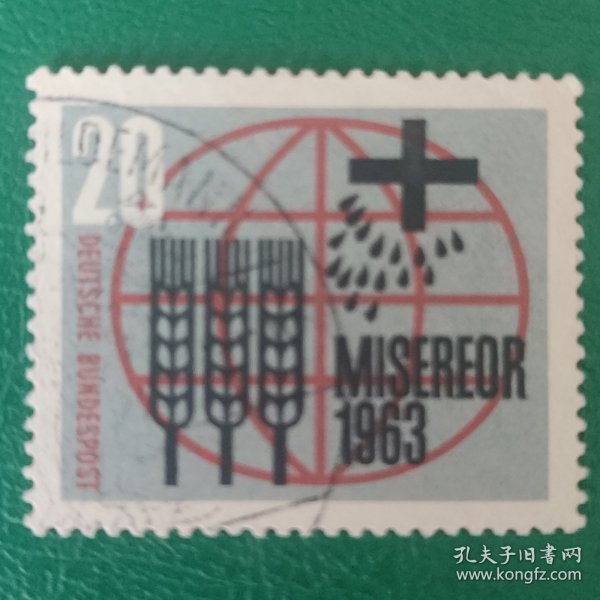 20
DEUTSCHE BUNDESPOST
MISEREOR
1963
孔夫子旧书网
www.kongfz.com